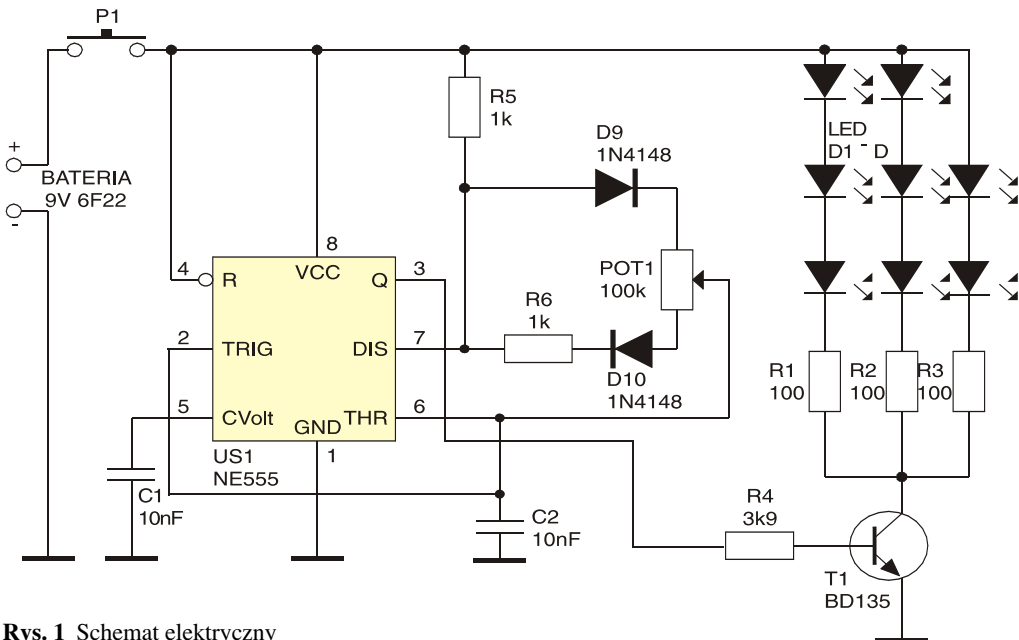 P1
R5
1k
D9
1N4148
LED
D1 - D
+
BATERIA
9V 6F22
-
8
VCC
4
R
Q
3
POT1
100k
R6
1k
2
TRIG
DIS
7
D10
1N4148
R1
100
R2
100
R3
100
5
CVolt
GND
THR
6
1
US1
NE555
C1
10nF
C2
10nF
R4
3k9
T1
BD135
Rys. 1 Schemat elektryczny